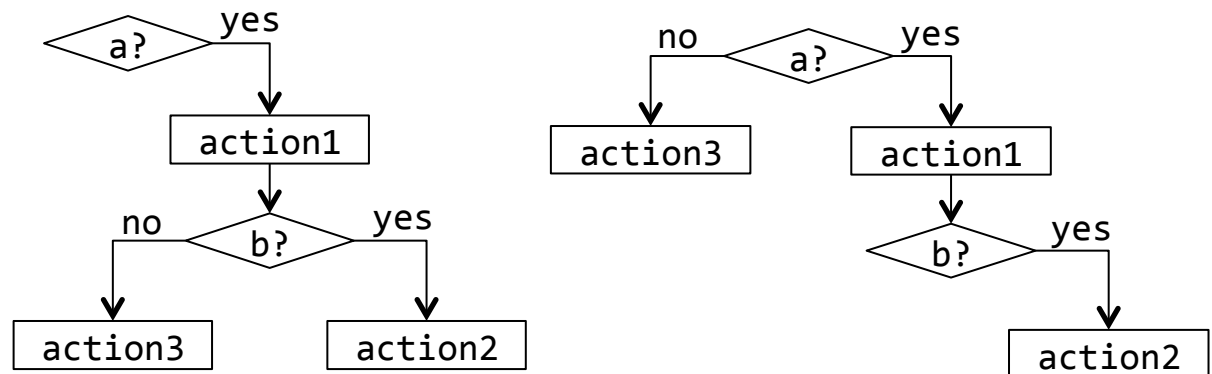 yes
a?
action1
no
yes
b?
action3
action2
no
yes
a?
action3
action1
yes
b?
action2